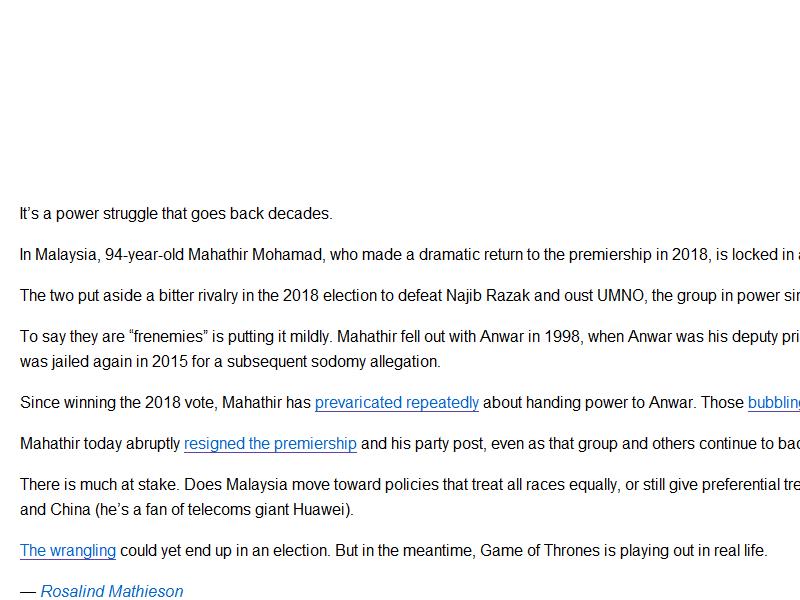 It’s a power struggle that goes back decades.
In Malaysia, 94-year-old Mahathir Mohamad, who made a dramatic return to the premiership in 2018, is locked in
The two put aside a bitter rivalry in the 2018 election to defeat Najib Razak and oust UMNO, the group in power
To say they are “frenemies” is putting it mildly. Mahathir fell out with Anwar in 1998, when Anwar was his deputy
was jailed again in 2015 for a subsequent sodomy allegation.
Since winning the 2018 vote, Mahathir has prevaricated repeatedly about handing power to Anwar. Those
Mahathir today abruptly resigned the premiership and his party post, even as that group and others continue to
There is much at stake. Does Malaysia move toward policies that treat all races equally, or still give preferential
and China (he’s a fan of telecoms giant Huawei).
The wrangling could yet end up in an election. But in the meantime, Game of Thrones is playing out in real life.
— Rosalind Mathieson